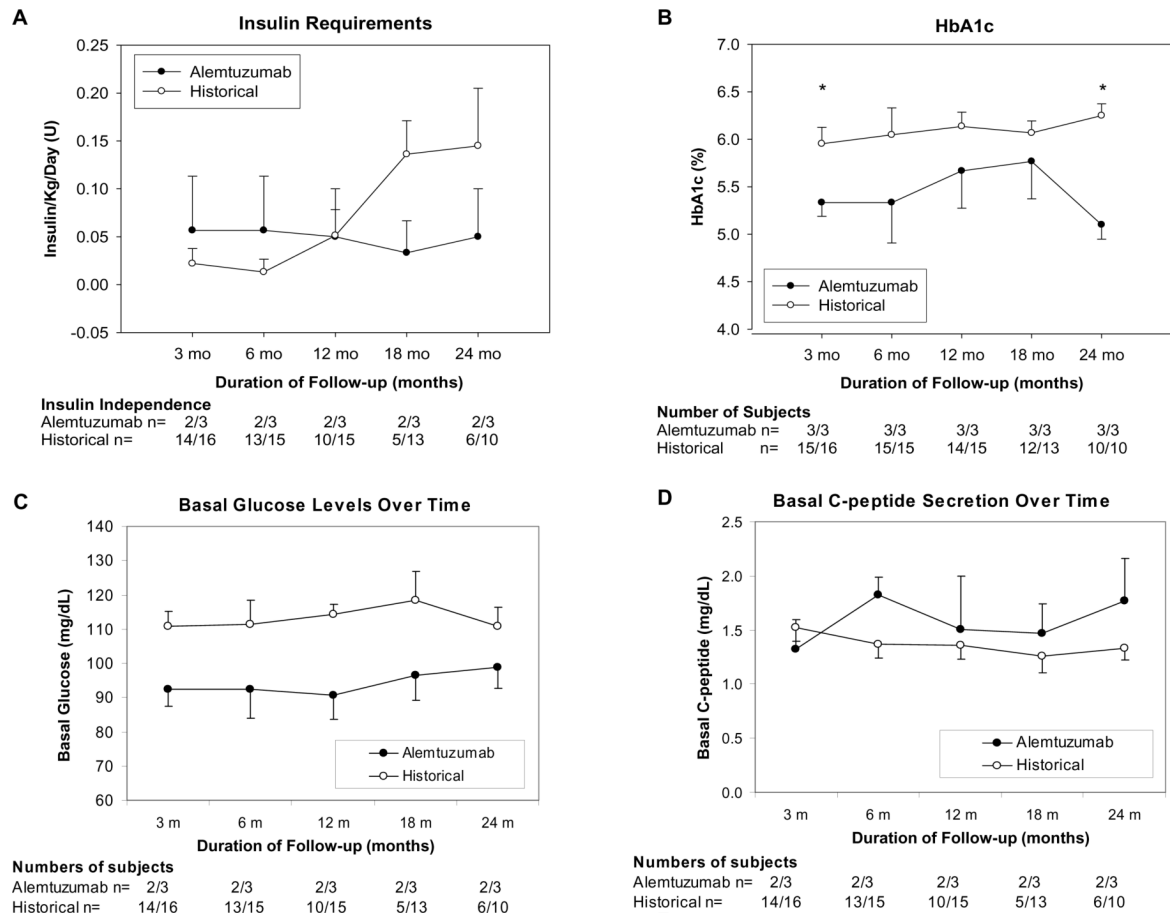 A
Insulin Requirements
0.25
0.20
0.15
0.10
0.05
0.00
-0.05
Insulin/Kg/Day (U)
Alemtuzumab
Historical
3 mo 6 mo 12 mo 18 mo 24 mo
Duration of Follow-up (months)
Insulin Independence
Alemtuzumab n= 2/3 2/3 2/3 2/3 2/3
Historical n= 14/16 13/15 10/15 5/13 6/10
B
HbA1c
7.0
6.5
6.0
5.5
5.0
4.5
4.0
HbA1c (%)
* *
Alemtuzumab
Historical
3 mo 6 mo 12 mo 18 mo 24 mo
Duration of Follow-up (months)
Number of Subjects
Alemtuzumab n= 3/3 3/3 3/3 3/3 3/3
Historical n= 15/16 15/15 14/15 12/13 10/10
C
Basal Glucose Levels Over Time
140
130
120
110
100
90
80
70
60
Basal Glucose (mg/dL)
Alemtuzumab
Historical
3 m 6 m 12 m 18 m 24 m
Duration of Follow-up (months)
Numbers of subjects
Alemtuzumab n= 2/3 2/3 2/3 2/3 2/3
Historical n= 14/16 13/15 10/15 5/13 6/10
D
Basal C-peptide Secretion Over Time
2.5
2.0
1.5
1.0
0.5
0.0
Basal C-peptide (mg/dL)
Alemtuzumab
Historical
3 m 6 m 12 m 18 m 24 m
Duration of Follow-up (months)
Numbers of subjects
Alemtuzumab n= 2/3 2/3 2/3 2/3 2/3
Historical n= 14/16 13/15 10/15 5/13 6/10